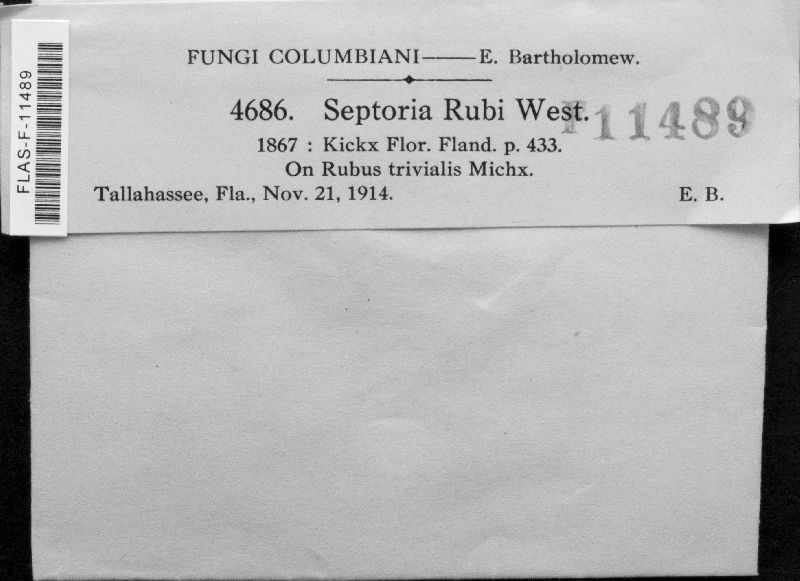 FUNGI COLUMBIANI——E. Bartholomew.
4686. Septoria Rubi West.
F11489
1867 : Kickx Flor. Fland. p. 433.
On Rubus trivialis Michx.
Tallahassee, Fla., Nov. 21, 1914. E. B.
FLAS-F-11489